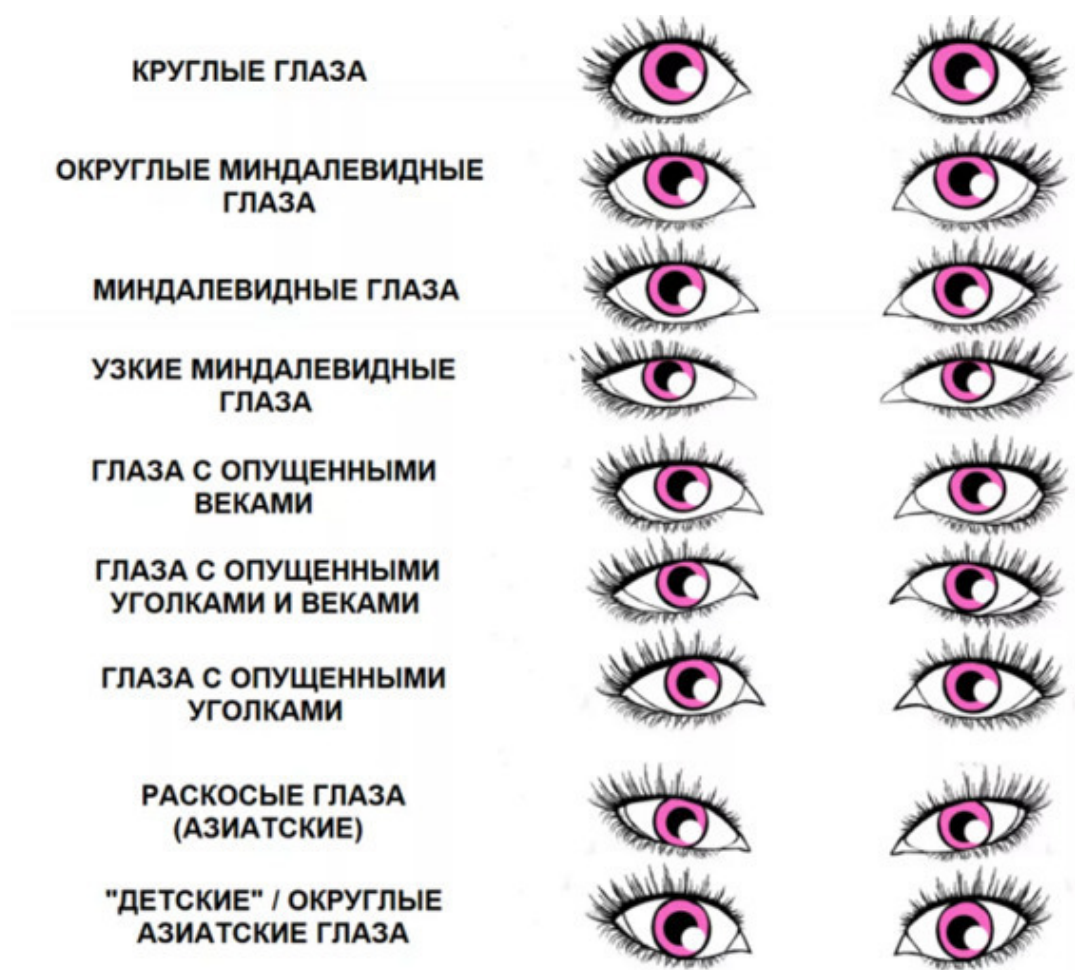 КРУГЛЫЕ ГЛАЗА
ОКРУГЛЫЕ МИНДАЛЕВИДНЫЕ
ГЛАЗА
МИНДАЛЕВИДНЫЕ ГЛАЗА
УЗКИЕ МИНДАЛЕВИДНЫЕ
ГЛАЗА
ГЛАЗА С ОПУЩЕННЫМИ
ВЕКАМИ
ГЛАЗА С ОПУЩЕННЫМИ
УГОЛКАМИ И ВЕКАМИ
ГЛАЗА С ОПУЩЕННЫМИ
УГОЛКАМИ
РАСКОСЫЕ ГЛАЗА
(АЗИАТСКИЕ)
"ДЕТСКИЕ" / ОКРУГЛЫЕ
АЗИАТСКИЕ ГЛАЗА